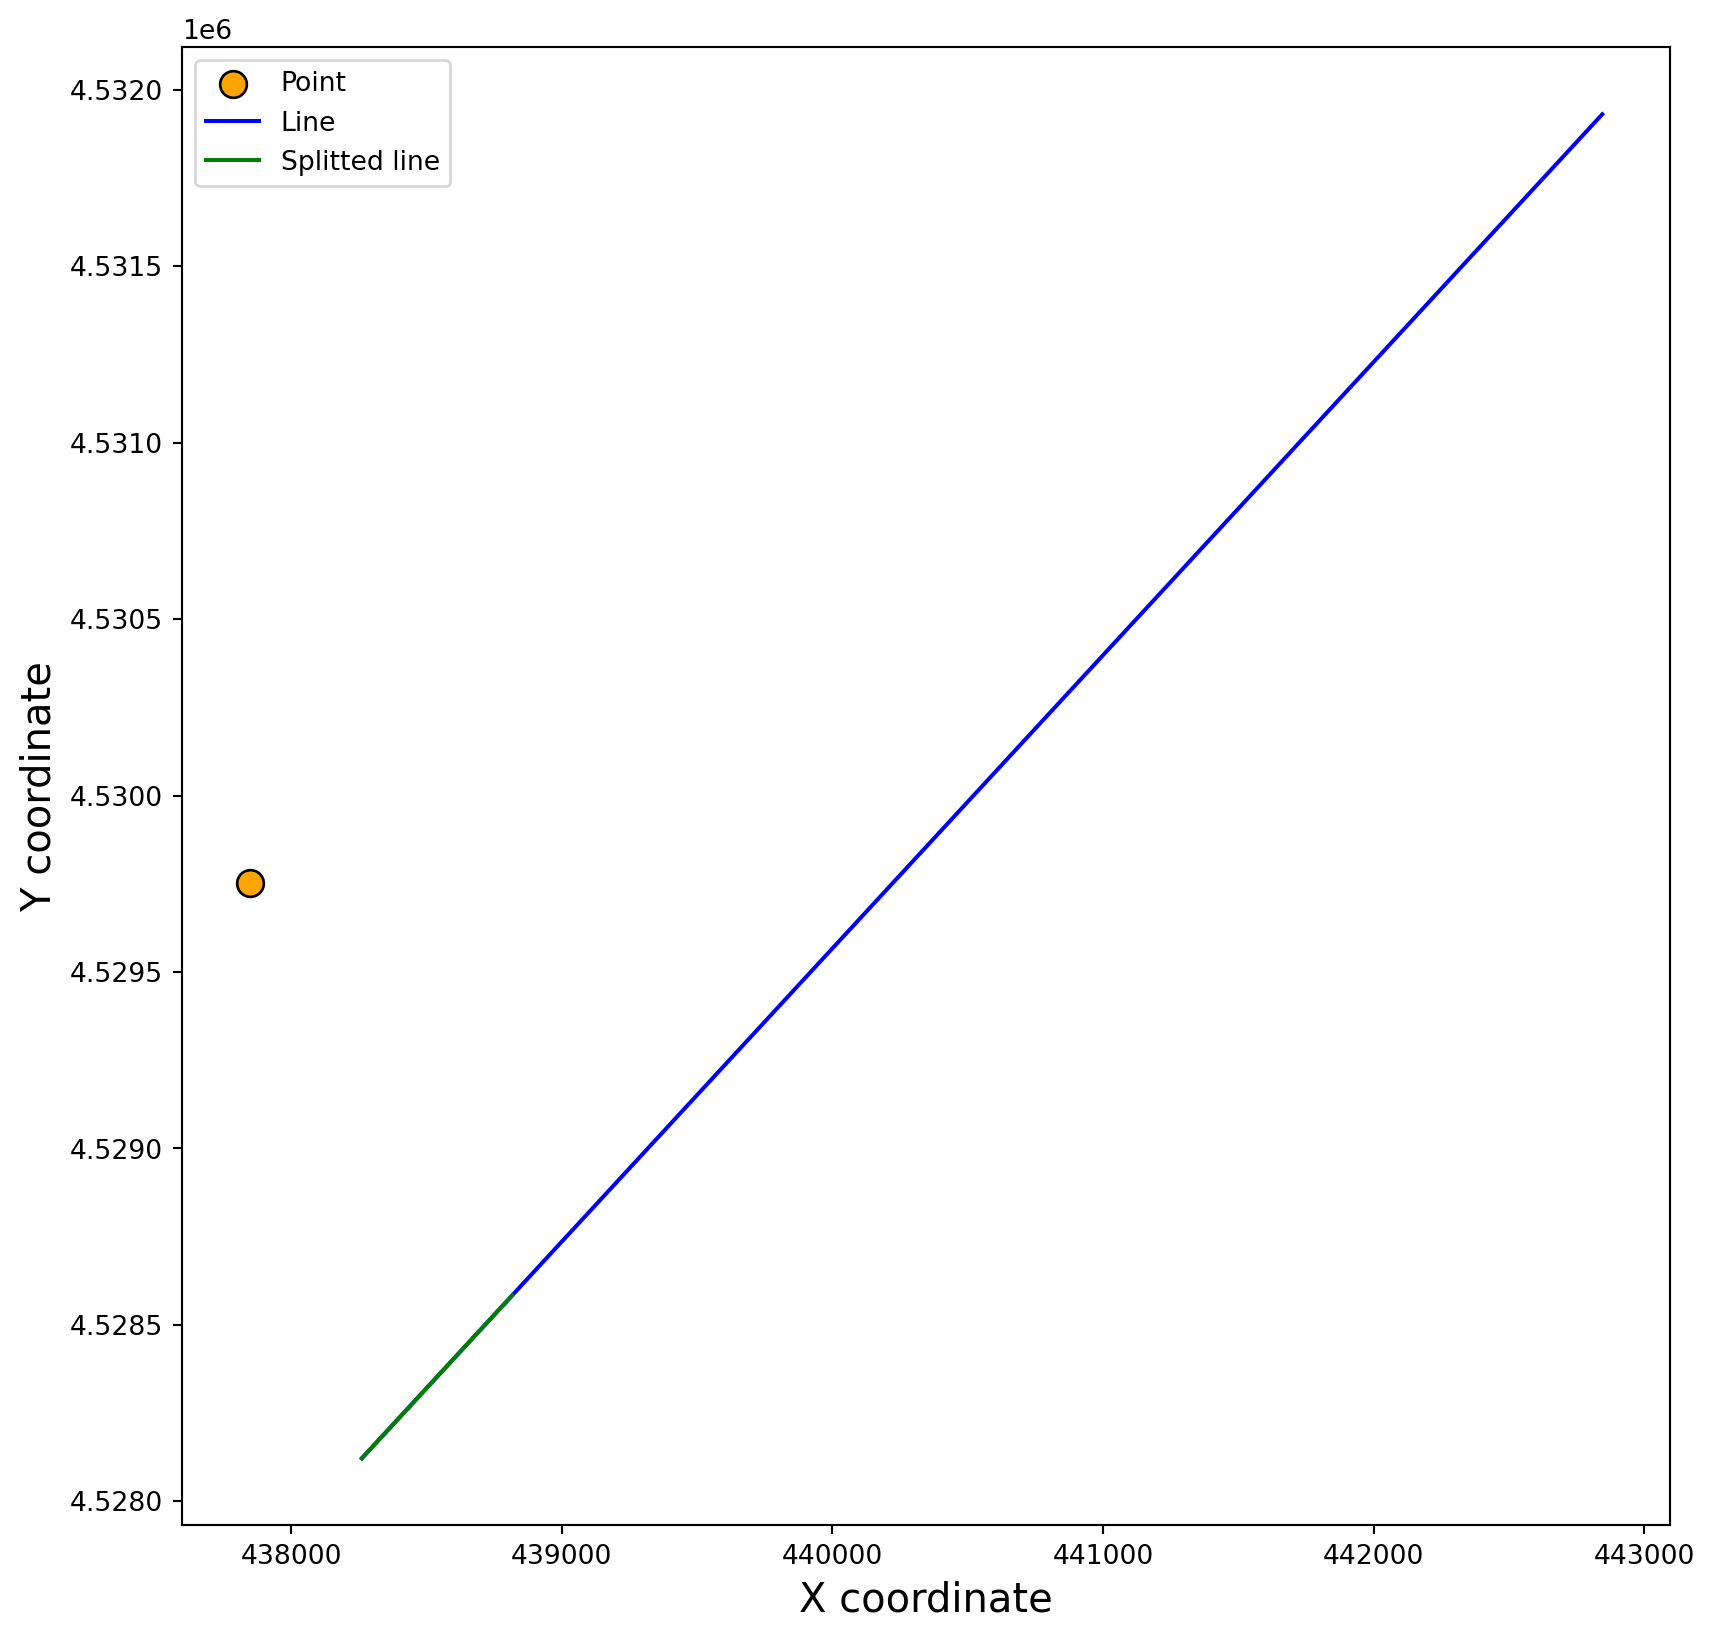 1e6
Point
Line
Splitted line
4.5320
4.5315
4.5310
4.5305
4.5300
4.5295
4.5290
4.5285
4.5280
Y coordinate
438000 439000 440000 441000 442000 443000
X coordinate